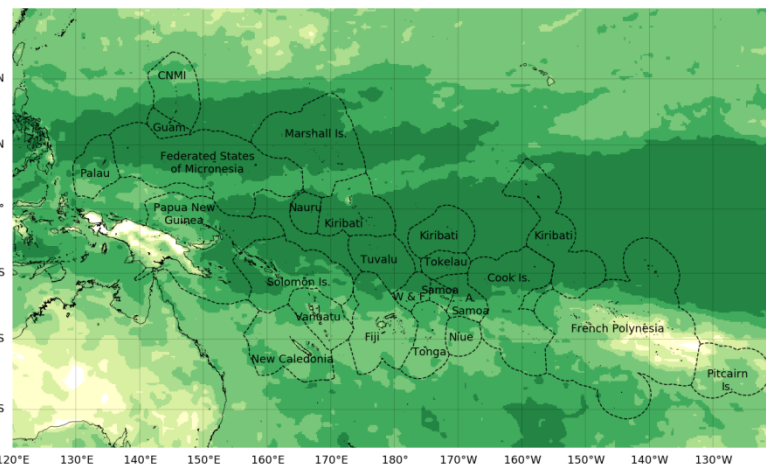 CNMI
Guam
Marshall Is.
Federated States
of Micronesia
Palau
Papua New
Guinea
Nauru
Kiribati
Kiribati
Kiribati
Tuvalu
Tokelau
Cook Is.
Solomon Is.
Samoa
W & F
A.
Samoa
Vanuatu
Fiji
Niue
French Polynesia
Tonga
New Caledonia
Pitcairn
Is.
N
N
S
S
S
120°E
130°E
140°E
150°E
160°E
170°E
180°
170°W
160°W
150°W
140°W
130°W